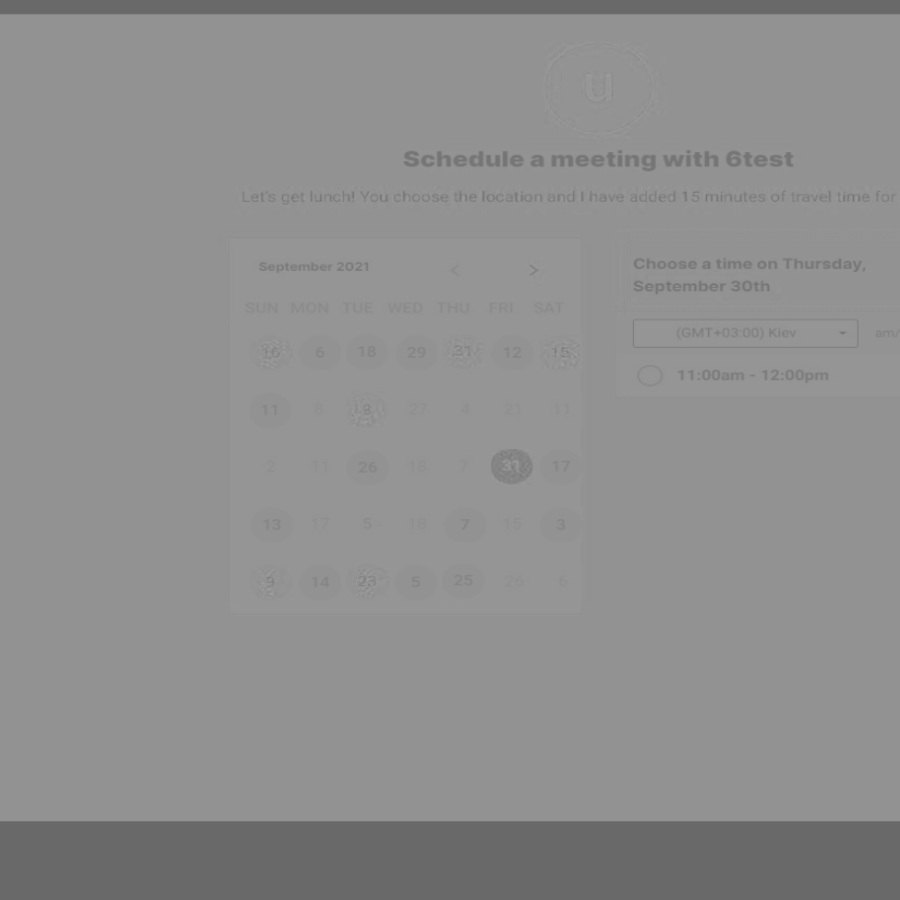 u
Schedule a meeting with 6test
Let's get lunch! You choose the location and I have added 15 minutes of travel time for
September 2021 < >
SUN MON TUE WED THU FRI SAT
16 6 18 29 31 12 15
11 8 18 22 4 21 11
2 11 26 18 7 31 17
13 17 5 18 7 15 3
9 14 23 5 25 26 6
Choose a time on Thursday,
September 30th
(GMT+03:00) Kiev am/
11:00am - 12:00pm